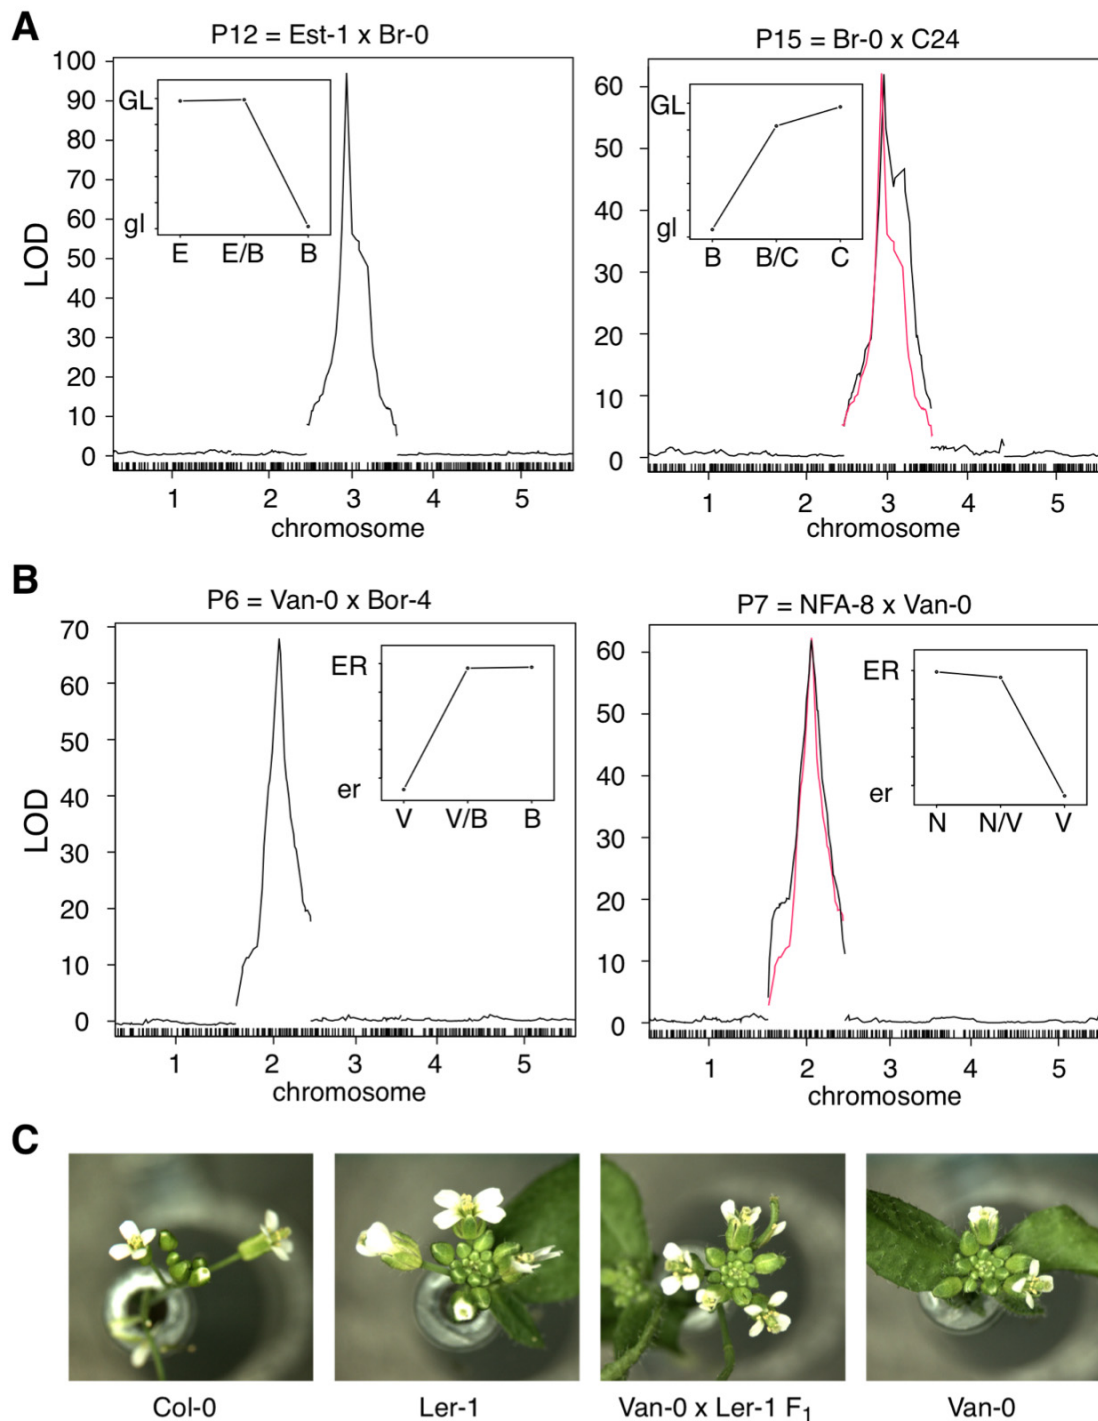 A
P12 = Est-1 x Br-0
P15 = Br-0 x C24
LOD
100
90
80
70
60
50
40
30
20
10
0
GL
gl
E E/B B
1 2 3 4 5
chromosome
60
50
40
30
20
10
0
GL
gl
B B/C C
1 2 3 4 5
chromosome
B
P6 = Van-0 x Bor-4
P7 = NFA-8 x Van-0
LOD
70
60
50
40
30
20
10
0
ER
er
V V/B B
1 2 3 4 5
chromosome
60
50
40
30
20
10
0
ER
er
N N/V V
1 2 3 4 5
chromosome
C
Col-0
Ler-1
Van-0 x Ler-1 F1
Van-0